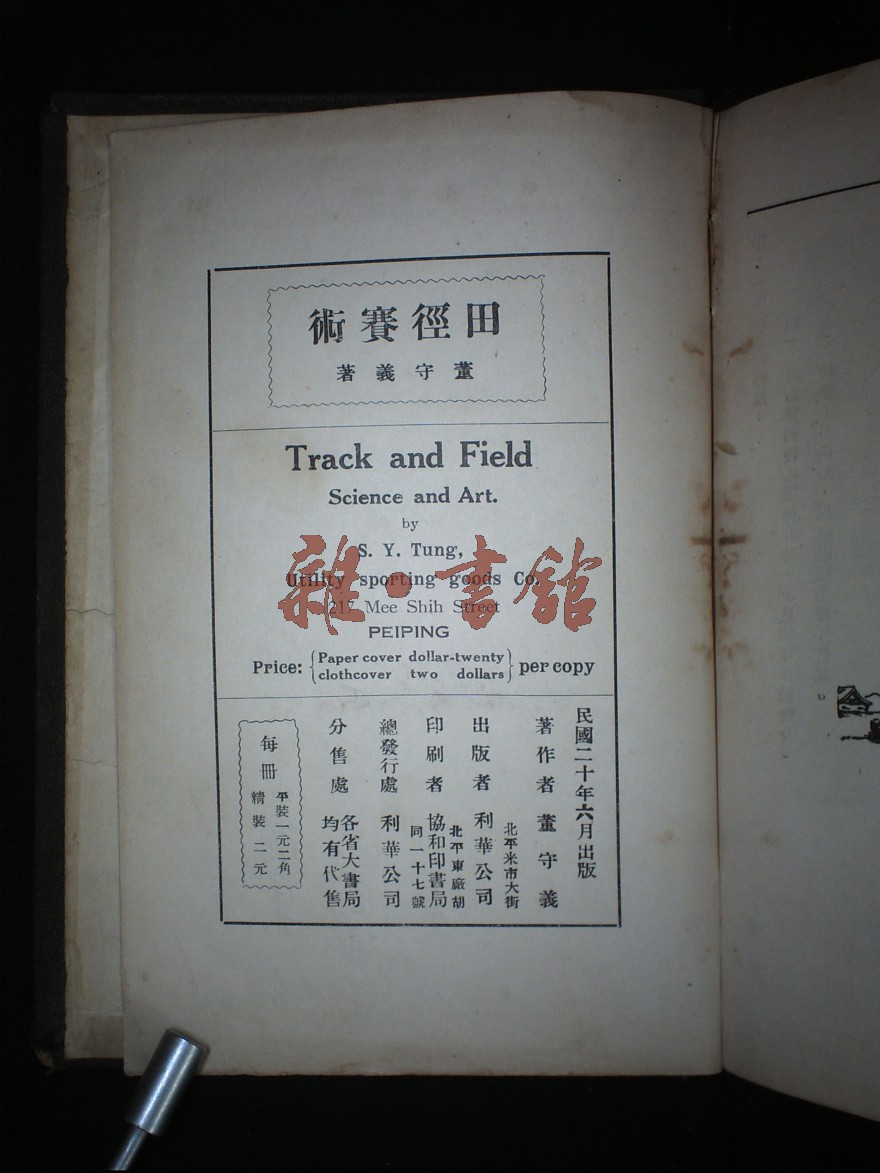 田徑賽術
董守義著
Track and Field
Science and Art.
by
S. Y. Tung,
Utility sporting goods Co.
217 Mee Shih Street
PEIPING
Price: {Paper cover dollar-twenty
clothcover two dollars} per copy
民國二十年六月出版
著作者 董守義
北平米市大街
出版者 利華公司
北平東廠胡
印刷者 協和印書局
同一十七號
總發行處 利華公司
分售處 各省大書局
均有代售
每冊 平裝一元二角
精裝二元
雜·書館